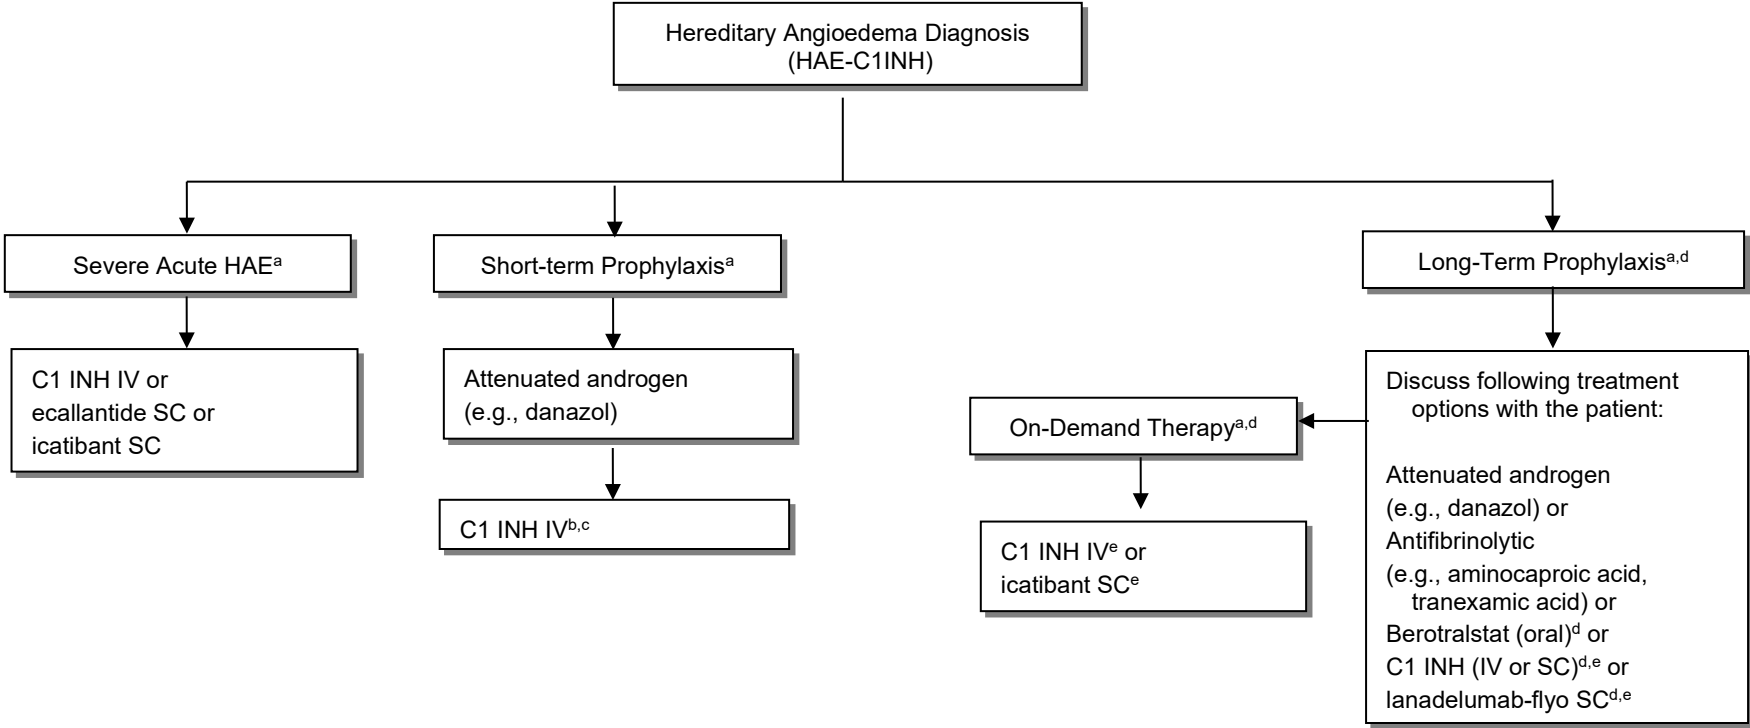 Hereditary Angioedema Diagnosis
(HAE-C1INH)
Severe Acute HAEᵃ
Short-term Prophylaxisᵃ
Long-Term Prophylaxisᵃ,ᵈ
C1 INH IV or
ecallantide SC or
icatibant SC
Attenuated androgen
(e.g., danazol)
C1 INH IVᵇ,ᶜ
On-Demand Therapyᵃ,ᵈ
C1 INH IVᵉ or
icatibant SCᵉ
Discuss following treatment
options with the patient:
Attenuated androgen
(e.g., danazol) or
Antifibrinolytic
(e.g., aminocaproic acid,
tranexamic acid) or
Berotralstat (oral)ᵈ or
C1 INH (IV or SC)ᵈ,ᵉ or
lanadelumab-flyo SCᵈ,ᵉ